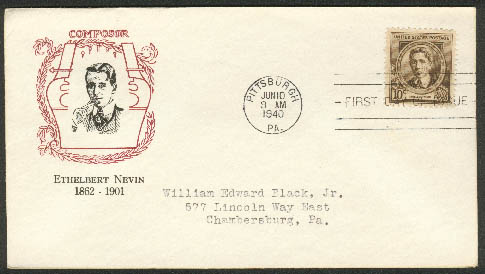 COMPOSER
ETHELBERT NEVIN
1862 - 1901
PITTSBURGH
JUN 10
9 AM
1940
PA.
UNITED STATES POSTAGE
10¢
FIRST DAY OF ISSUE
William Edward Plack, Jr.
577 Lincoln Way East
Chambersburg, Pa.